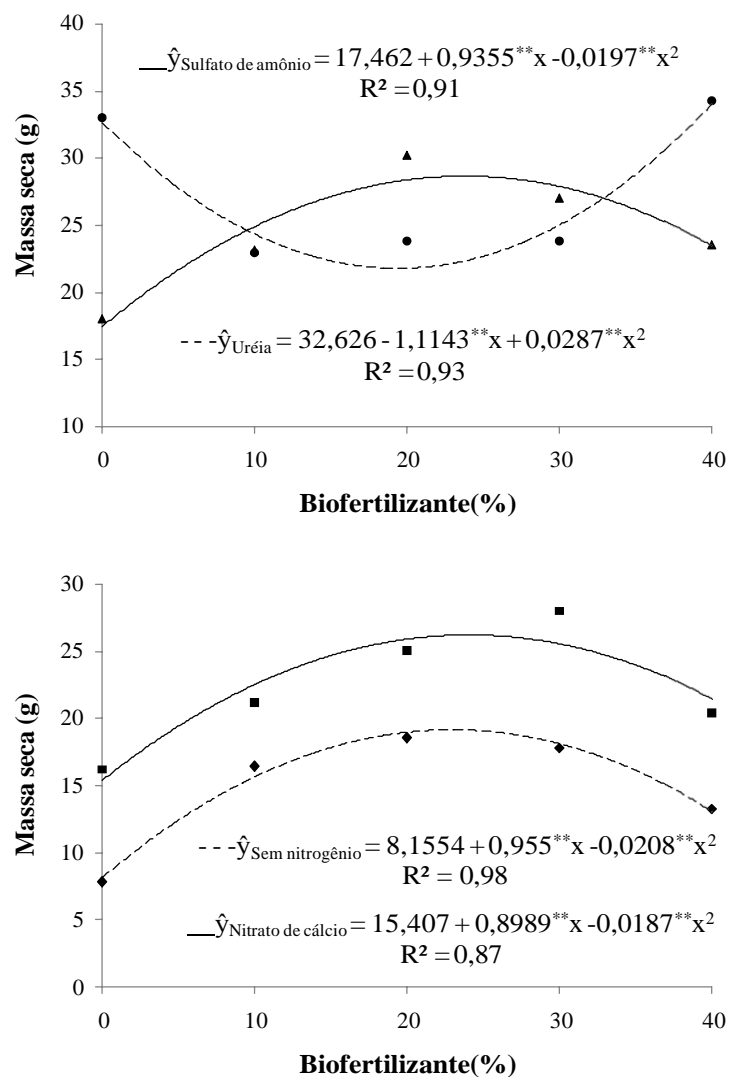 40
ŷSulfato de amônio = 17,462 + 0,9355**x -0,0197**x²
R² = 0,91
35
30
Massa seca (g)
25
20
--- ŷUréia = 32,626 - 1,1143**x + 0,0287**x²
15
R² = 0,93
10
0 10 20 30 40
Biofertilizante(%)
30
25
20
Massa seca (g)
15
10
--- ŷSem nitrogênio = 8,1554 + 0,955**x -0,0208**x²
R² = 0,98
5
ŷNitrato de cálcio = 15,407 + 0,8989**x -0,0187**x²
R² = 0,87
0
0 10 20 30 40
Biofertilizante(%)